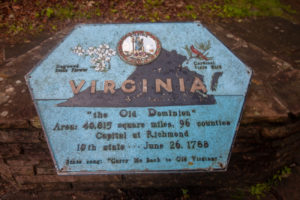 Dogwood
State Flower
Cardinal
State Bird
VIRGINIA
"the Old Dominion"
Area: 40,815 square miles, 96 counties
Capital at Richmond
10th state - June 26, 1788
State song: "Carry Me Back to Old Virginny"